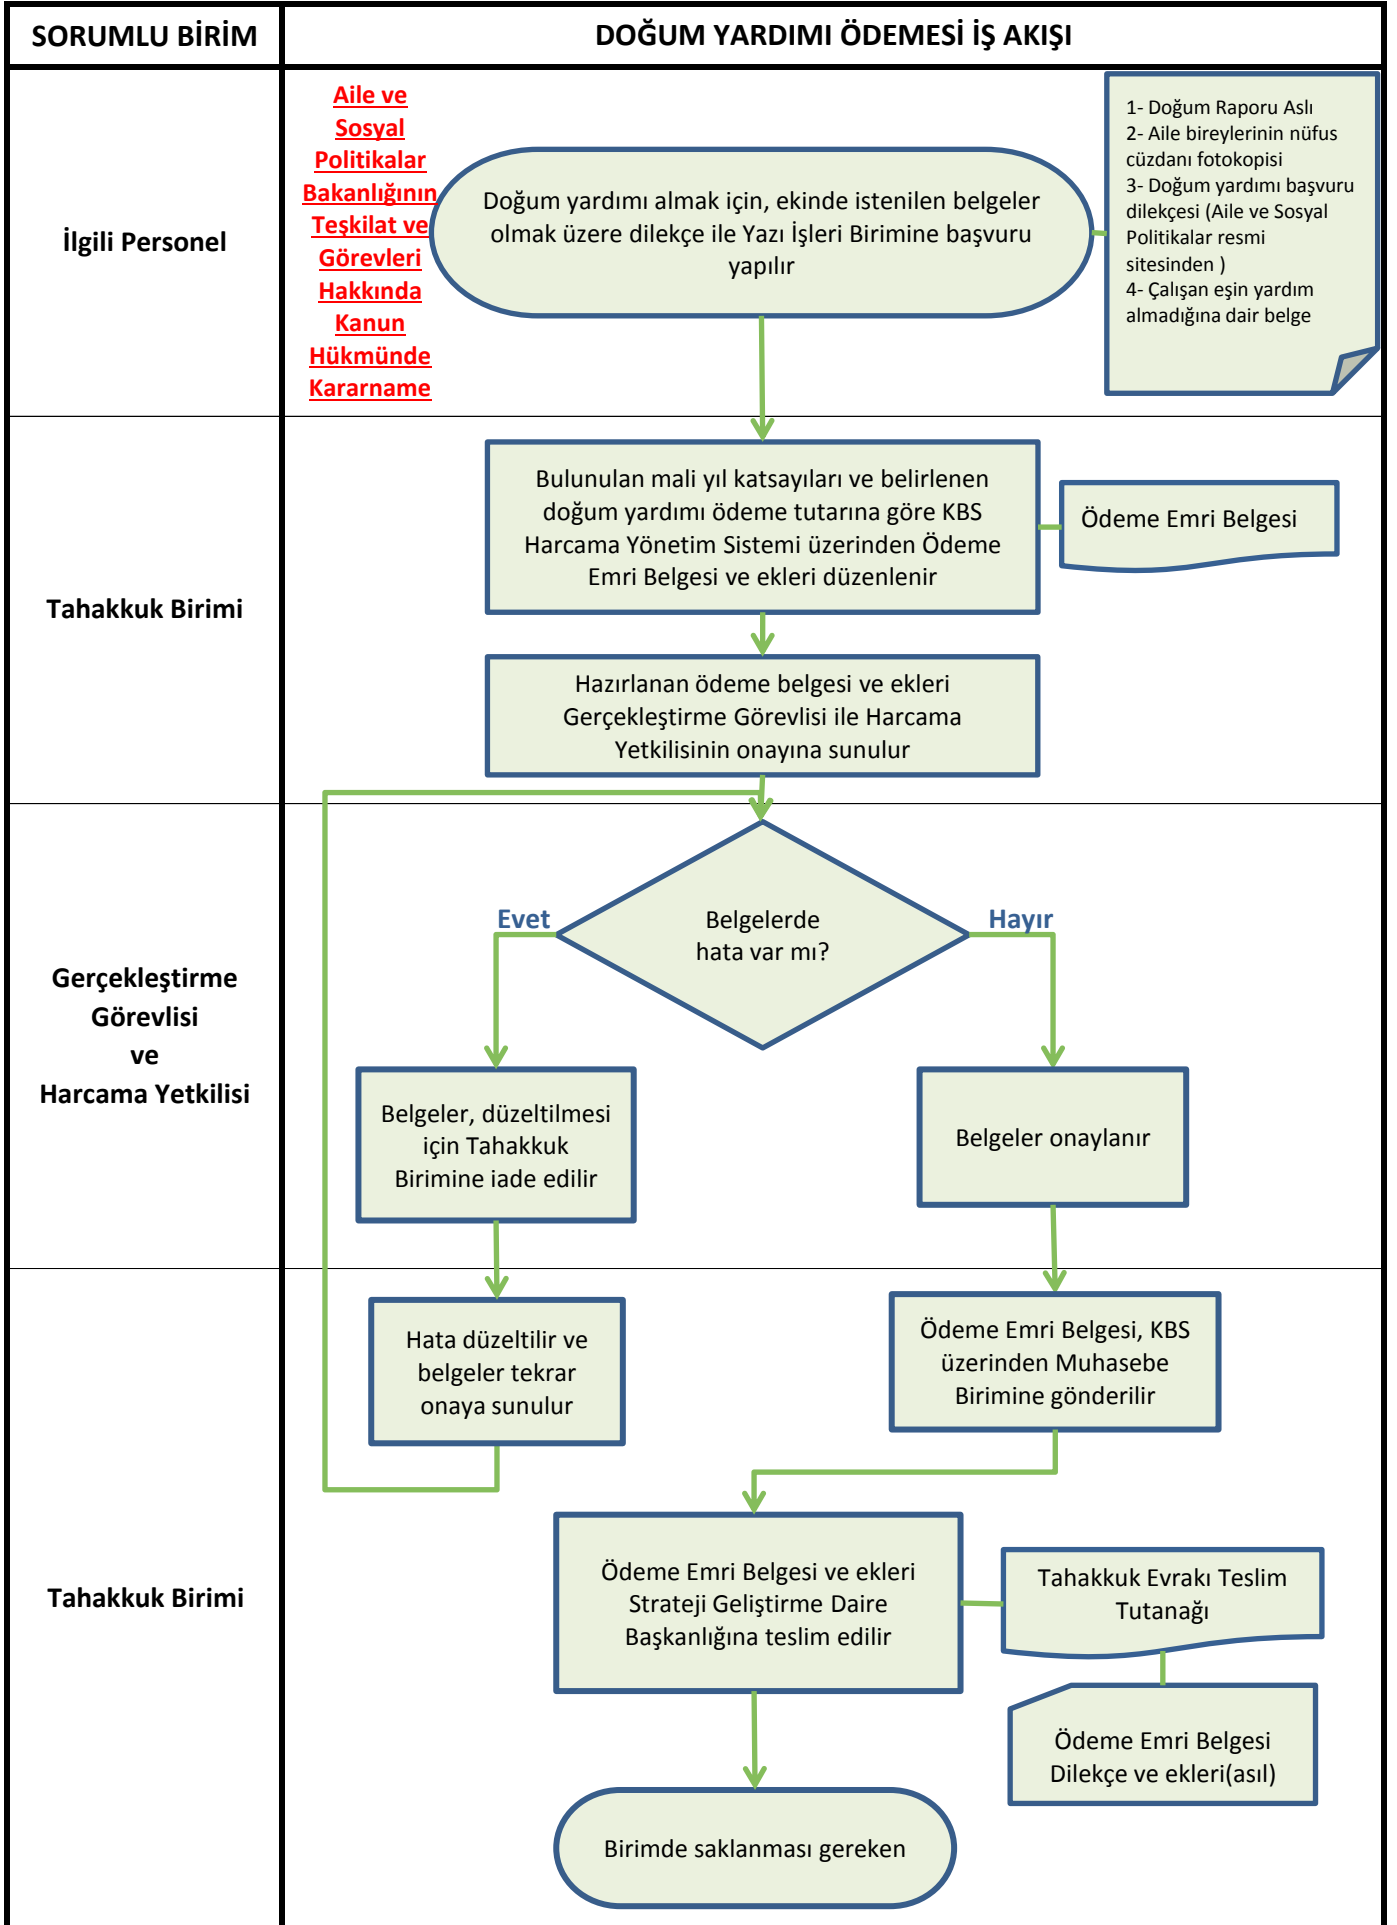 SORUMLU BİRİM
DOĞUM YARDIMI ÖDEMESİ İŞ AKIŞI
İlgili Personel
Aile ve
Sosyal
Politikalar
Bakanlığının
Teşkilat ve
Görevleri
Hakkında
Kanun
Hükmünde
Kararname
Doğum yardımı almak için, ekinde istenilen belgeler
olmak üzere dilekçe ile Yazı İşleri Birimine başvuru
yapılır
1- Doğum Raporu Aslı
2- Aile bireylerinin nüfus
cüzdanı fotokopisi
3- Doğum yardımı başvuru
dilekçesi (Aile ve Sosyal
Politikalar resmi
sitesinden )
4- Çalışan eşin yardım
almadığına dair belge
Tahakkuk Birimi
Bulunulan mali yıl katsayıları ve belirlenen
doğum yardımı ödeme tutarına göre KBS
Harcama Yönetim Sistemi üzerinden Ödeme
Emri Belgesi ve ekleri düzenlenir
Ödeme Emri Belgesi
Hazırlanan ödeme belgesi ve ekleri
Gerçekleştirme Görevlisi ile Harcama
Yetkilisinin onayına sunulur
Gerçekleştirme
Görevlisi
ve
Harcama Yetkilisi
Evet
Belgelerde
hata var mı?
Hayır
Belgeler, düzeltilmesi
için Tahakkuk
Birimine iade edilir
Belgeler onaylanır
Tahakkuk Birimi
Hata düzeltilir ve
belgeler tekrar
onaya sunulur
Ödeme Emri Belgesi, KBS
üzerinden Muhasebe
Birimine gönderilir
Ödeme Emri Belgesi ve ekleri
Strateji Geliştirme Daire
Başkanlığına teslim edilir
Tahakkuk Evrakı Teslim
Tutanağı
Ödeme Emri Belgesi
Dilekçe ve ekleri(asıl)
Birimde saklanması gereken